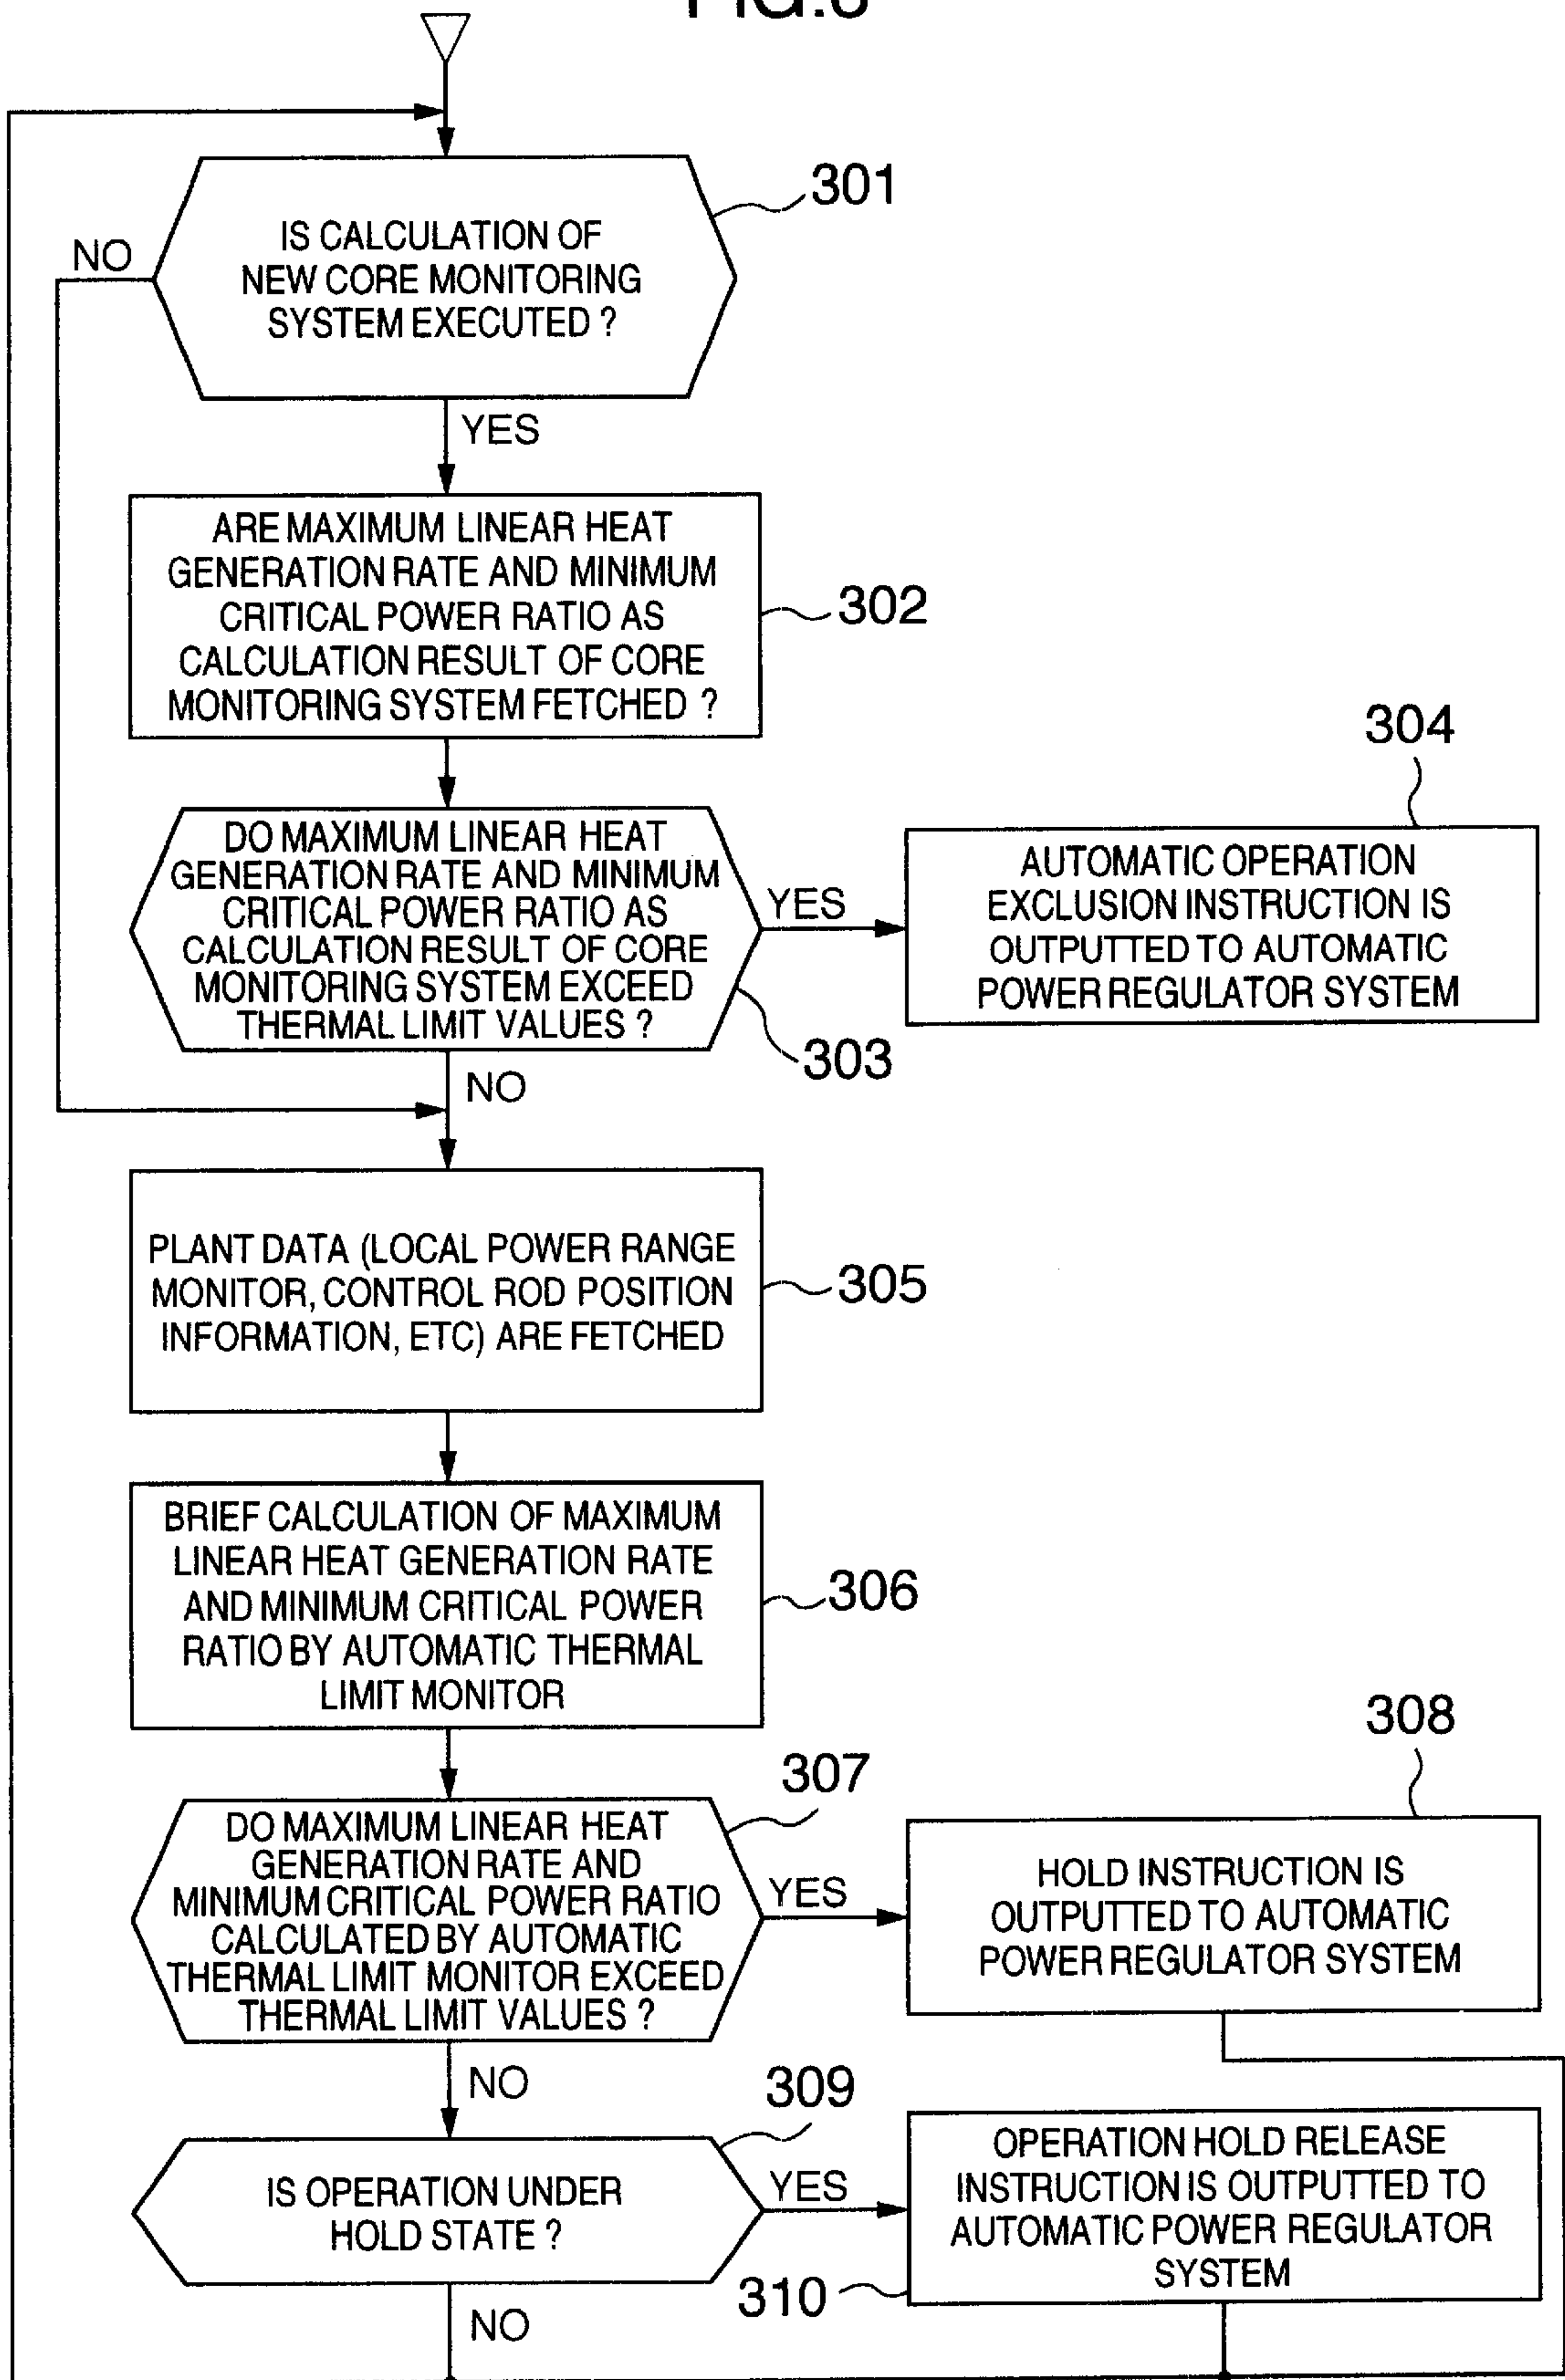 301
IS CALCULATION OF
NEW CORE MONITORING
SYSTEM EXECUTED ?
NO
YES
ARE MAXIMUM LINEAR HEAT
GENERATION RATE AND MINIMUM
CRITICAL POWER RATIO AS
CALCULATION RESULT OF CORE
MONITORING SYSTEM FETCHED ?
302
304
DO MAXIMUM LINEAR HEAT
GENERATION RATE AND MINIMUM
CRITICAL POWER RATIO AS
CALCULATION RESULT OF CORE
MONITORING SYSTEM EXCEED
THERMAL LIMIT VALUES ?
YES
AUTOMATIC OPERATION
EXCLUSION INSTRUCTION IS
OUTPUTTED TO AUTOMATIC
POWER REGULATOR SYSTEM
303
NO
PLANT DATA (LOCAL POWER RANGE
MONITOR, CONTROL ROD POSITION
INFORMATION, ETC) ARE FETCHED
305
BRIEF CALCULATION OF MAXIMUM
LINEAR HEAT GENERATION RATE
AND MINIMUM CRITICAL POWER
RATIO BY AUTOMATIC THERMAL
LIMIT MONITOR
306
307
308
DO MAXIMUM LINEAR HEAT
GENERATION RATE AND
MINIMUM CRITICAL POWER RATIO
CALCULATED BY AUTOMATIC
THERMAL LIMIT MONITOR EXCEED
THERMAL LIMIT VALUES ?
YES
HOLD INSTRUCTION IS
OUTPUTTED TO AUTOMATIC
POWER REGULATOR SYSTEM
NO
309
IS OPERATION UNDER
HOLD STATE ?
YES
OPERATION HOLD RELEASE
INSTRUCTION IS OUTPUTTED TO
AUTOMATIC POWER REGULATOR
SYSTEM
310
NO